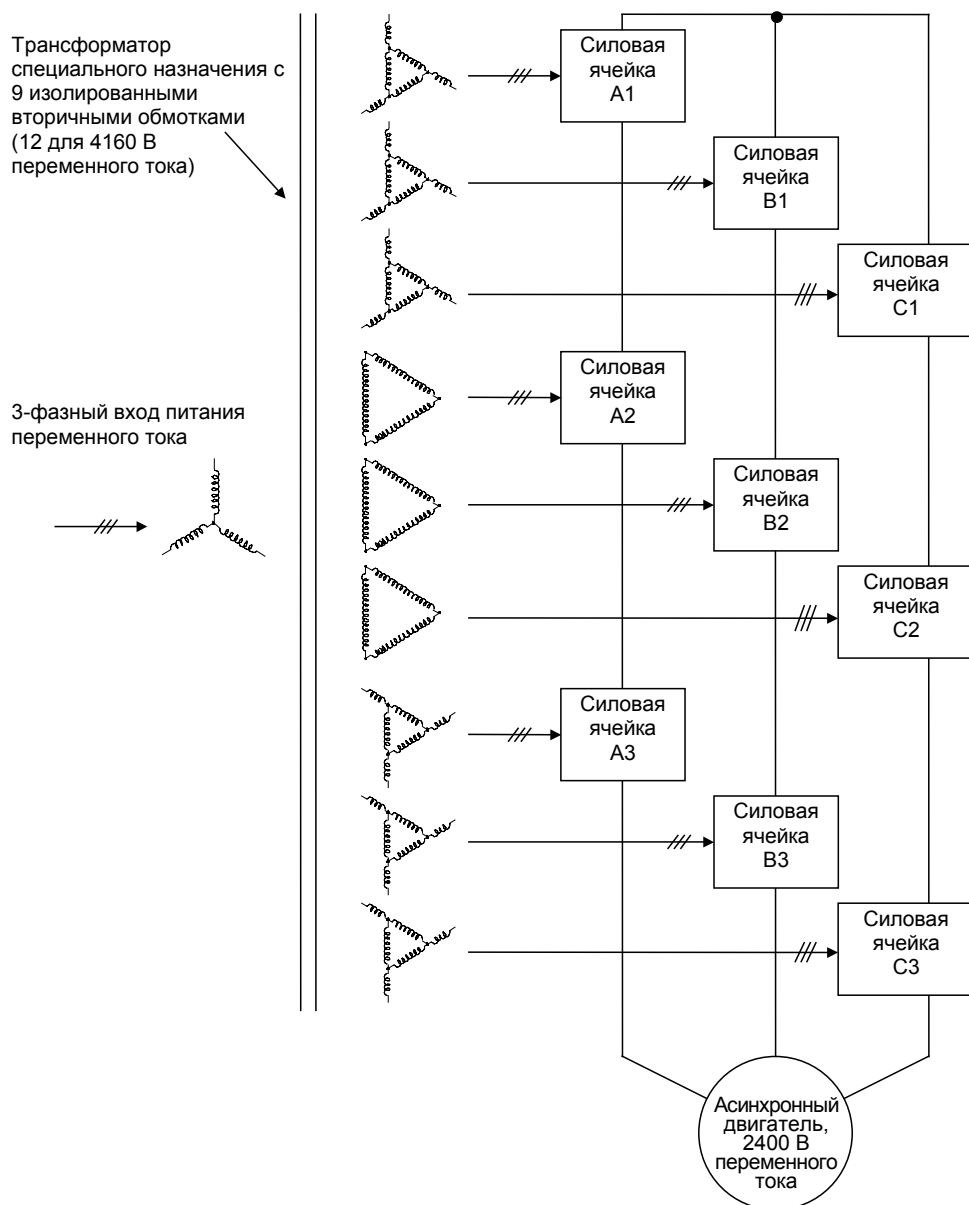 Трансформатор
специального назначения с
9 изолированными
вторичными обмотками
(12 для 4160 В
переменного тока)
Силовая
ячейка
A1
Силовая
ячейка
B1
Силовая
ячейка
C1
Силовая
ячейка
A2
3-фазный вход питания
переменного тока
Силовая
ячейка
B2
Силовая
ячейка
C2
Силовая
ячейка
A3
Силовая
ячейка
B3
Силовая
ячейка
C3
Асинхронный
двигатель,
2400 В
переменного
тока